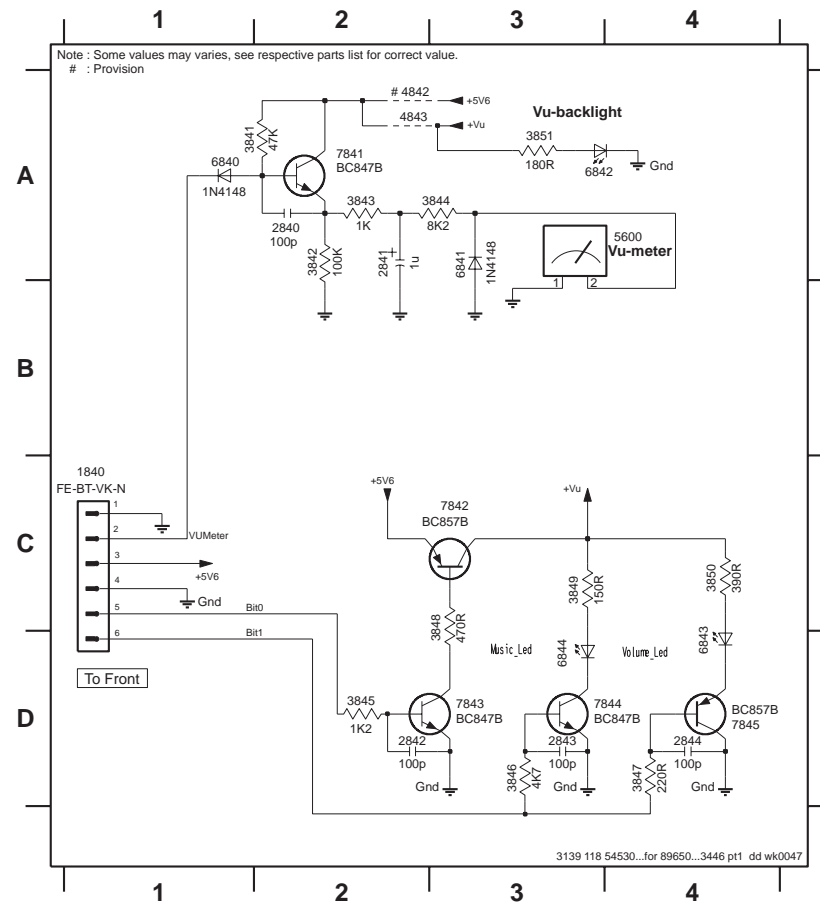 1 2 3 4
Note : Some values may varies, see respective parts list for correct value.
# : Provision
# 4842
+5V6
4843
+Vu
Vu-backlight
3841
47K
7841
BC847B
3851
180R
6842
Gnd
A
6840
1N4148
2840
100p
3843
1K
3844
8K2
3842
100K
2841
+
1u
6841
1N4148
5600
Vu-meter
1 2
B
1840
FE-BT-VK-N
+5V6
7842
BC857B
+Vu
C
1
2
VUMeter
3
+5V6
4
Gnd
5
Bit0
6
Bit1
3848
470R
3849
150R
3850
390R
Music_Led
6844
Volume_Led
6843
To Front
D
3845
1K2
7843
BC847B
7844
BC847B
BC857B
7845
2842
100p
Gnd
2843
100p
3846
4K7
Gnd
2844
100p
3847
220R
Gnd
3139 118 54530...for 89650...3446 pt1 dd wk0047
1 2 3 4